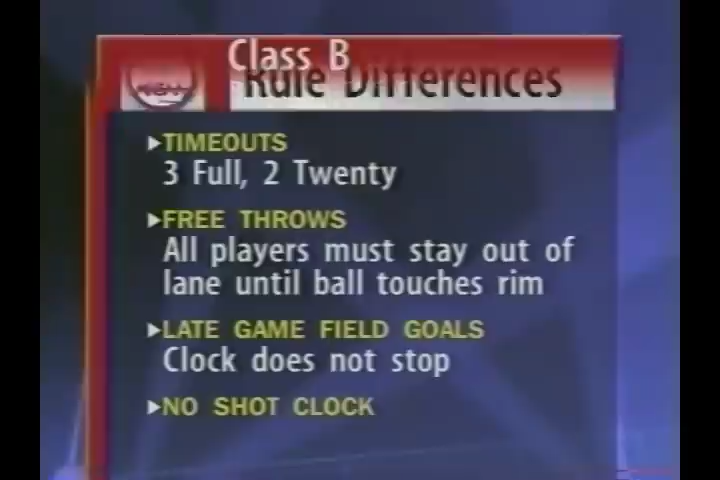 Class B
Rule Differences
▶TIMEOUTS
3 Full, 2 Twenty
▶FREE THROWS
All players must stay out of
lane until ball touches rim
▶LATE GAME FIELD GOALS
Clock does not stop
▶NO SHOT CLOCK